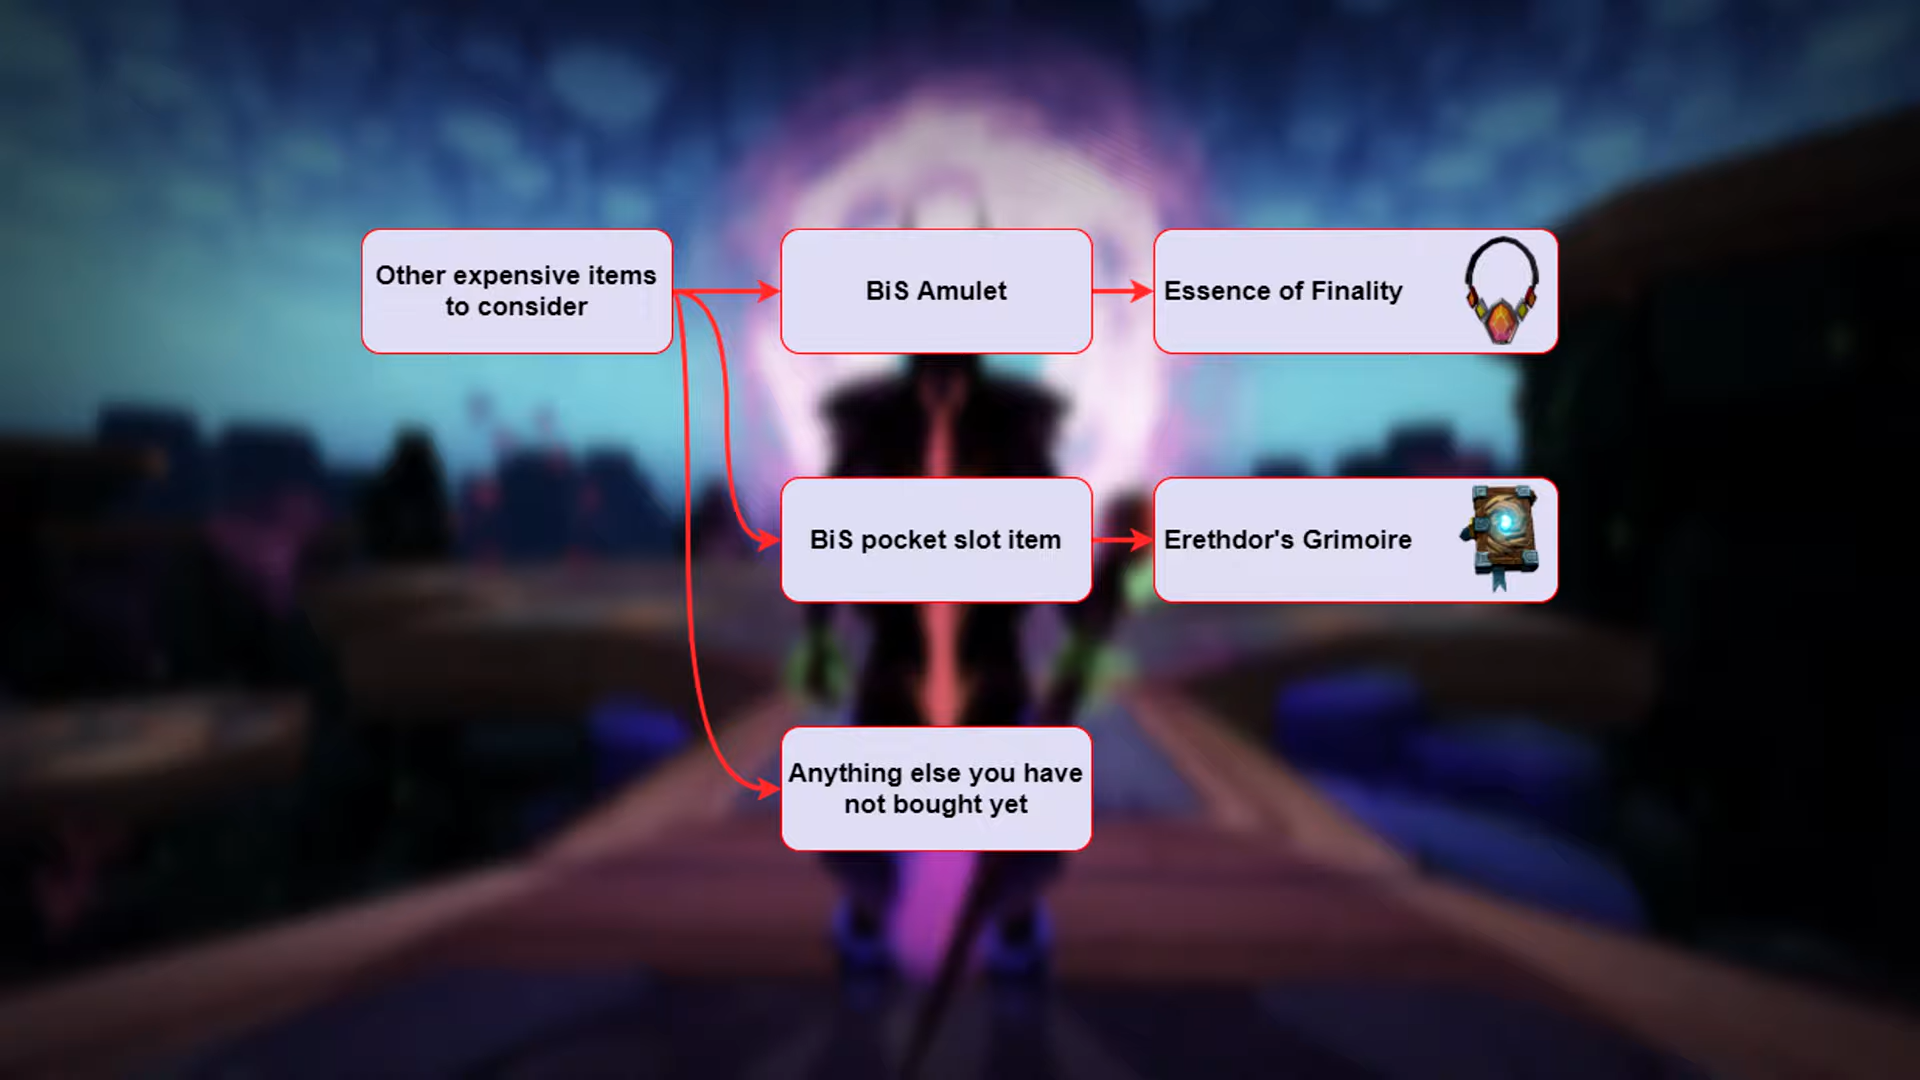 Other expensive items
to consider
BiS Amulet
Essence of Finality
BiS pocket slot item
Erethdor's Grimoire
Anything else you have
not bought yet